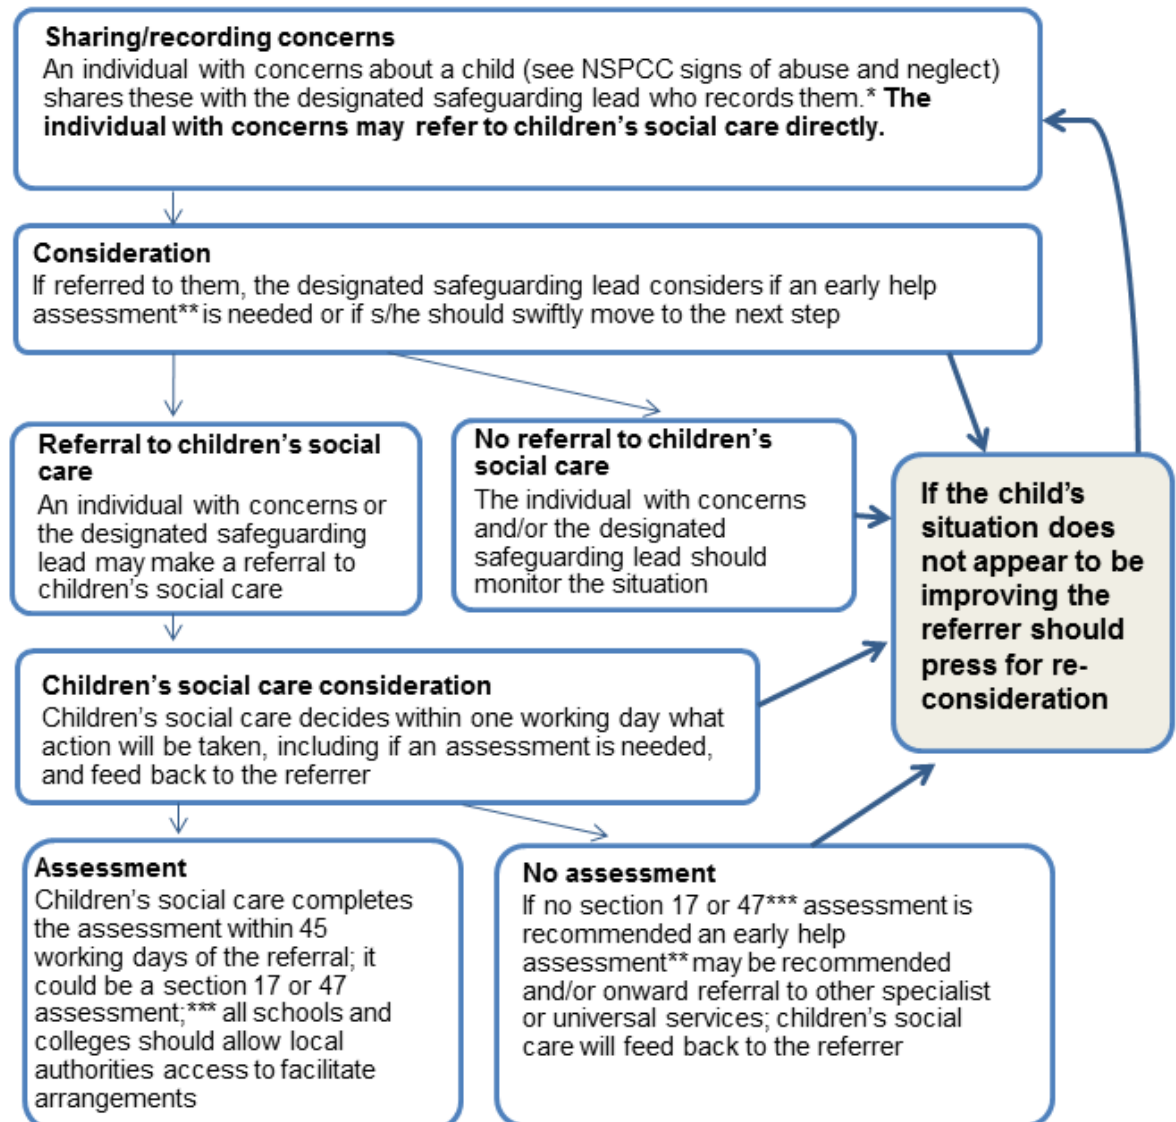 Sharing/recording concerns
An individual with concerns about a child (see NSPCC signs of abuse and neglect)
shares these with the designated safeguarding lead who records them.* The
individual with concerns may refer to children’s social care directly.
Consideration
If referred to them, the designated safeguarding lead considers if an early help
assessment** is needed or if s/he should swiftly move to the next step
Referral to children’s social
care
An individual with concerns or
the designated safeguarding
lead may make a referral to
children’s social care
No referral to children’s
social care
The individual with concerns
and/or the designated
safeguarding lead should
monitor the situation
If the child’s
situation does
not appear to be
improving the
referrer should
press for re-
consideration
Children’s social care consideration
Children’s social care decides within one working day what
action will be taken, including if an assessment is needed,
and feed back to the referrer
Assessment
Children’s social care completes
the assessment within 45
working days of the referral; it
could be a section 17 or 47
assessment;*** all schools and
colleges should allow local
authorities access to facilitate
arrangements
No assessment
If no section 17 or 47*** assessment is
recommended an early help
assessment** may be recommended
and/or onward referral to other specialist
or universal services; children’s social
care will feed back to the referrer